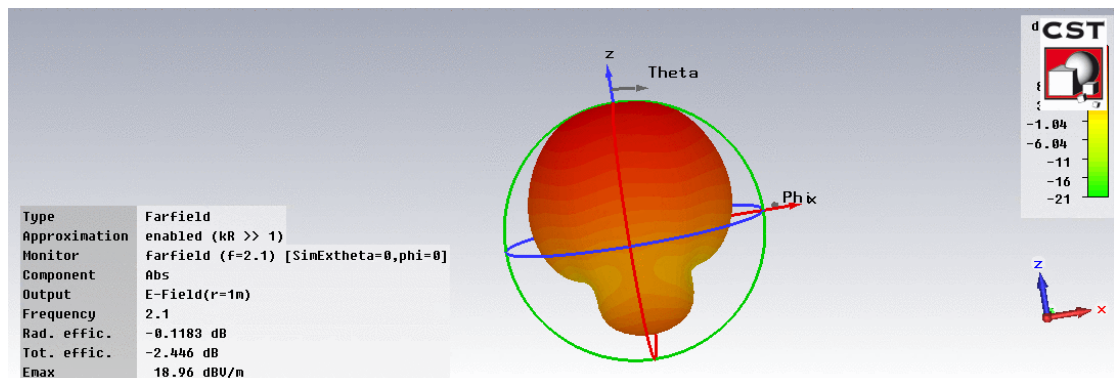 d CST
z
Theta
-1.04
-6.04
-11
-16
-21
Phi x
Type Farfield
Approximation enabled (kR >> 1)
Monitor farfield (f=2.1) [SimExtheta=0,phi=0]
Component Abs
Output E-Field(r=1m)
Frequency 2.1
Rad. effic. -0.1183 dB
Tot. effic. -2.446 dB
Emax 18.96 dBV/m
z
x